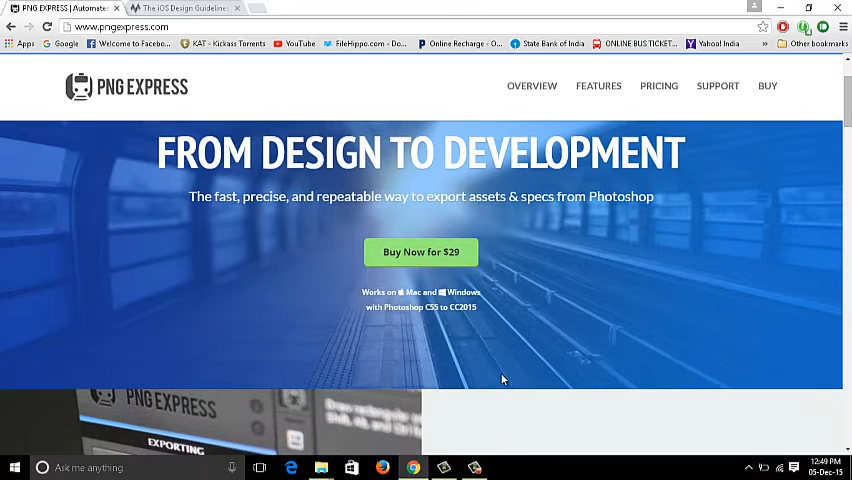 PNG EXPRESS | Automate
The iOS Design Guideline
www.pngexpress.com
Apps
Google
Welcome to Facebo...
KAT - Kickass Torrents
YouTube
FileHippo.com - Do...
Online Recharge - O...
State Bank of India
ONLINE BUS TICKET...
Yahoo! India
»
Other bookmarks
PNG EXPRESS
OVERVIEW FEATURES PRICING SUPPORT BUY
FROM DESIGN TO DEVELOPMENT
The fast, precise, and repeatable way to export assets & specs from Photoshop
Buy Now for $29
Works on Mac and Windows
with Photoshop CS5 to CC2015
PNG EXPRESS
EXPORTING
Ask me anything
12:49 PM
05-Dec-15